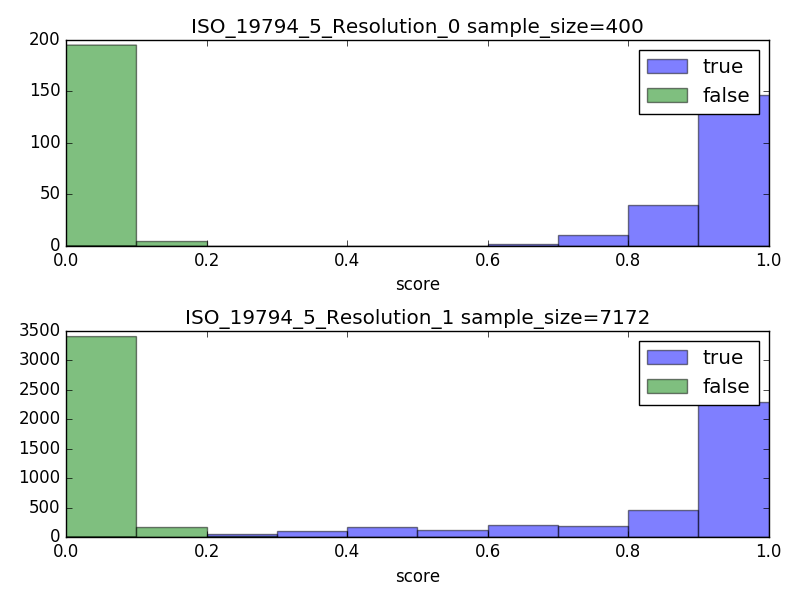 ISO_19794_5_Resolution_0 sample_size=400
200
150
100
50
0
true
false
0.0 0.2 0.4 0.6 0.8 1.0
score
ISO_19794_5_Resolution_1 sample_size=7172
3500
3000
2500
2000
1500
1000
500
0
true
false
0.0 0.2 0.4 0.6 0.8 1.0
score